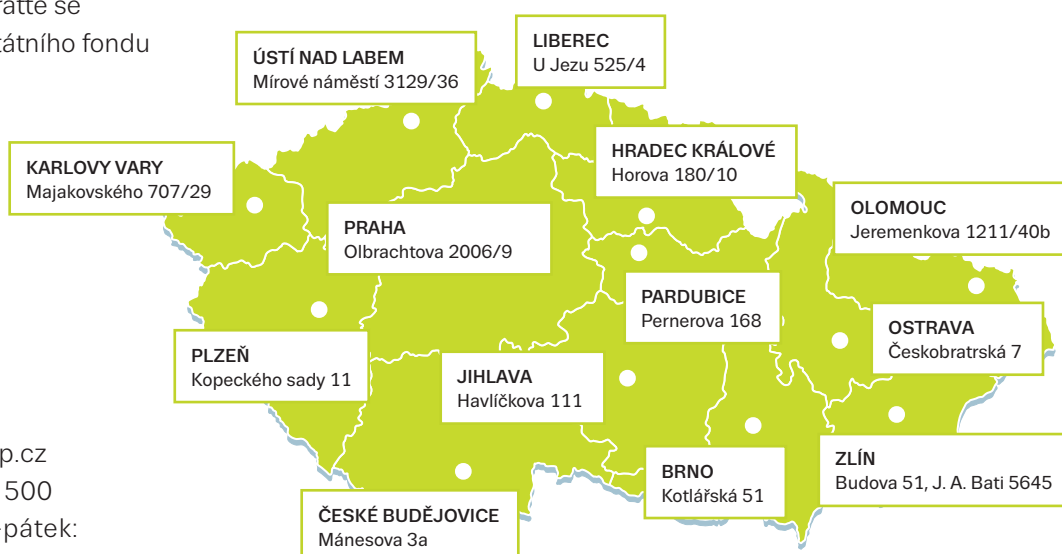 tátního fondu
ÚSTÍ NAD LABEM
Mírové náměstí 3129/36
LIBEREC
U Jezu 525/4
KARLOVY VARY
Majakovského 707/29
HRADEC KRÁLOVÉ
Horova 180/10
PRAHA
Olbrachtova 2006/9
OLOMOUC
Jeremenkova 1211/40b
PARDUBICE
Pernerova 168
OSTRAVA
Českobratrská 7
PLZEŇ
Kopeckého sady 11
JIHLAVA
Havlíčkova 111
BRNO
Kotlářská 51
ZLÍN
Budova 51, J. A. Bati 5645
ČESKÉ BUDĚJOVICE
Mánesova 3a
p.cz
500
pátek: